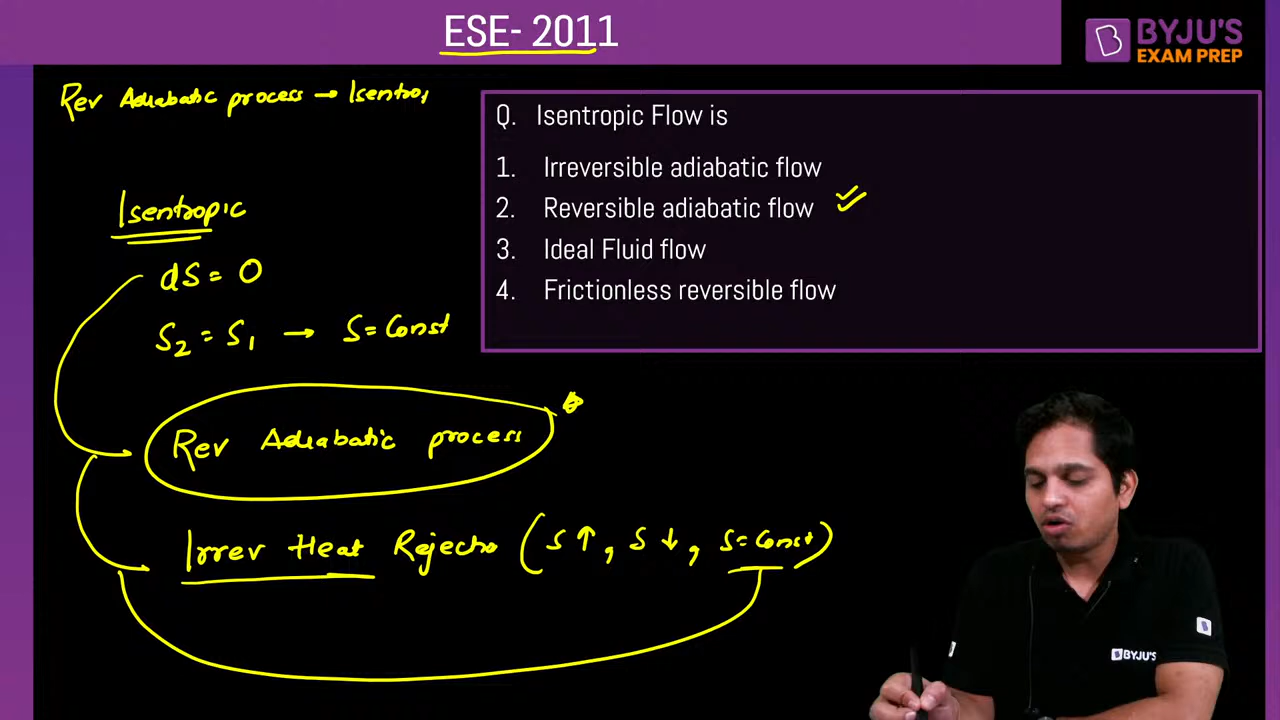 ESE- 2011
BYJU'S
EXAM PREP
Rev Adiabatic process → Isentrop
Q. Isentropic Flow is
1. Irreversible adiabatic flow
2. Reversible adiabatic flow
3. Ideal Fluid flow
4. Frictionless reversible flow
Isentropic
dS = 0
S₂ = S₁ → S = Const
Rev Adiabatic process
Irrev Heat Rejectio (S ↑, S ↓, S = Const)
BYJU'S